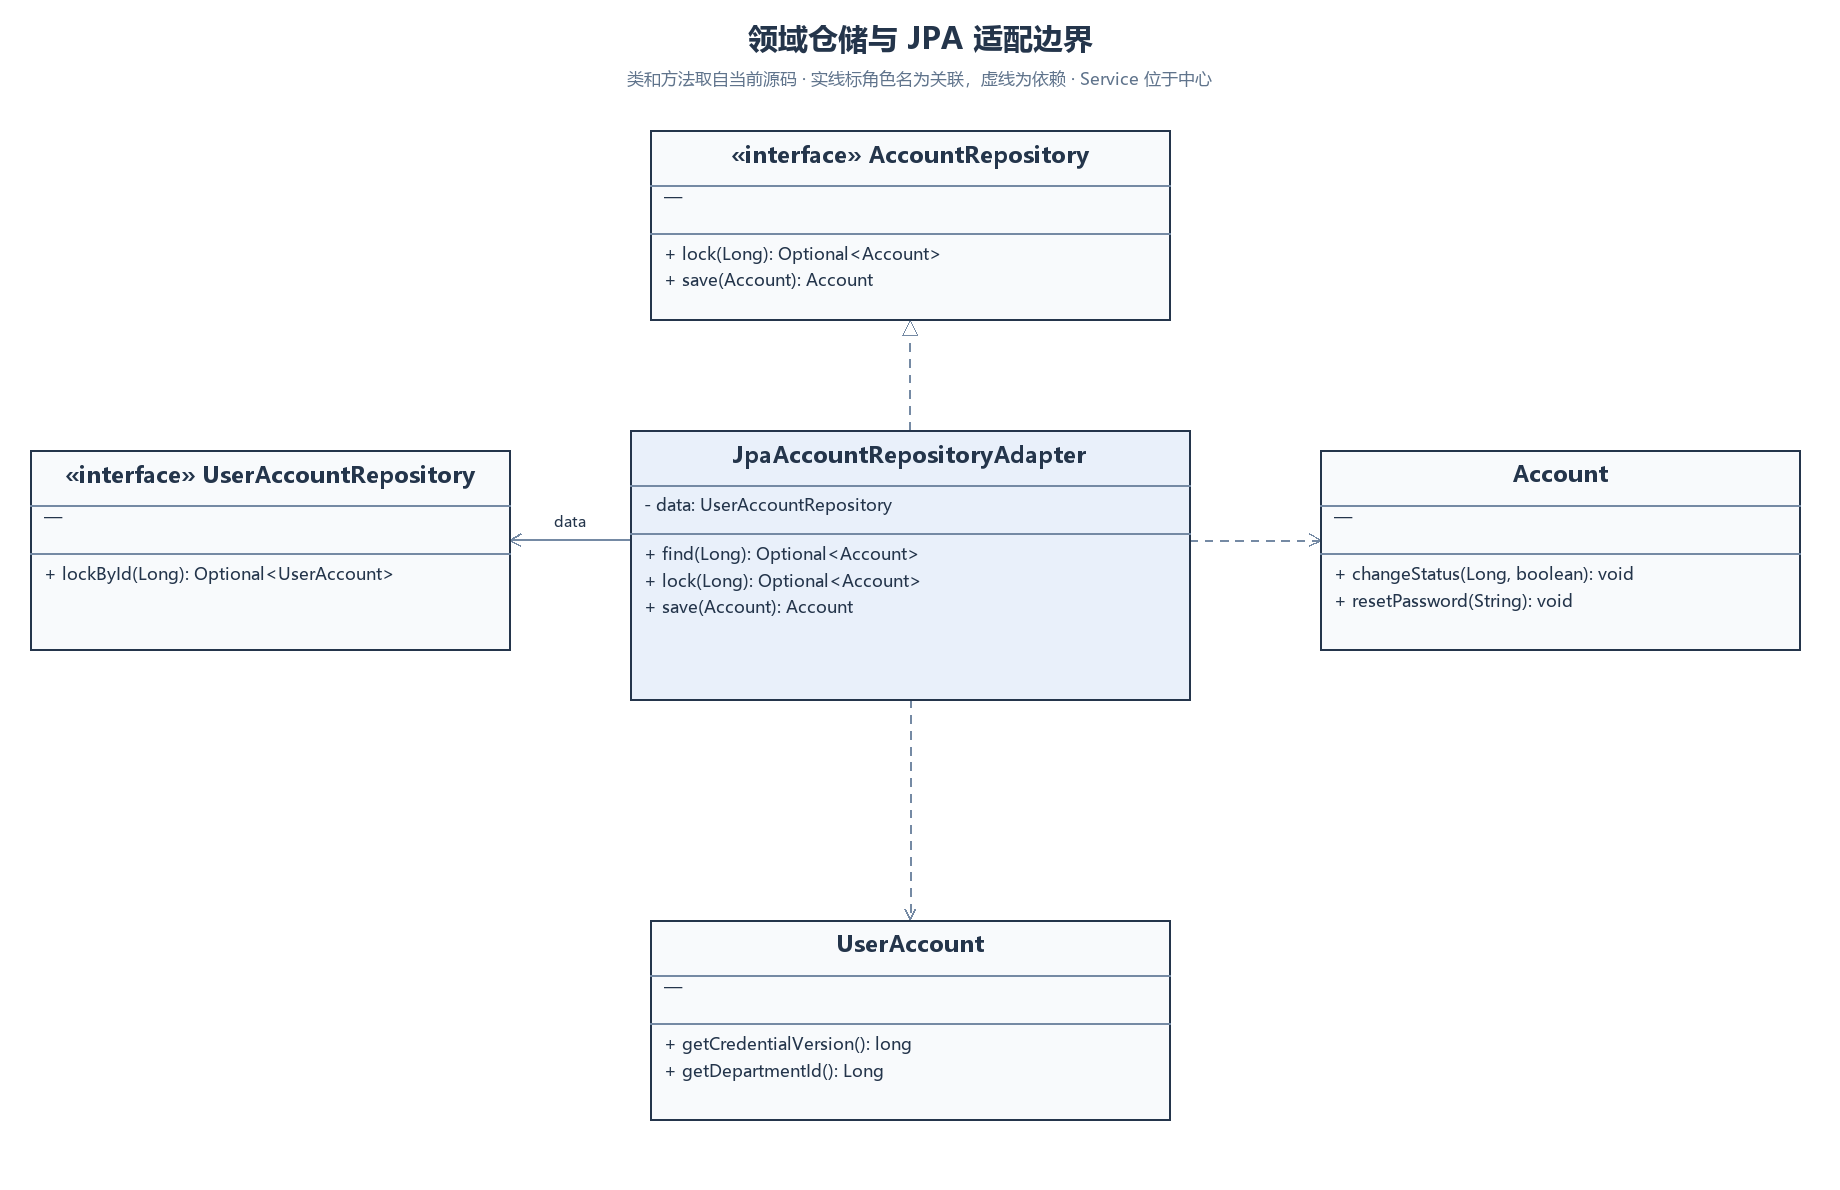 领域仓储与 JPA 适配边界
类和方法取自当前源码 · 实线标角色名为关联，虚线为依赖 · Service 位于中心
«interface» AccountRepository
—
+ lock(Long): Optional<Account>
+ save(Account): Account
«interface» UserAccountRepository
—
+ lockById(Long): Optional<UserAccount>
data
JpaAccountRepositoryAdapter
- data: UserAccountRepository
+ find(Long): Optional<Account>
+ lock(Long): Optional<Account>
+ save(Account): Account
Account
—
+ changeStatus(Long, boolean): void
+ resetPassword(String): void
UserAccount
—
+ getCredentialVersion(): long
+ getDepartmentId(): Long